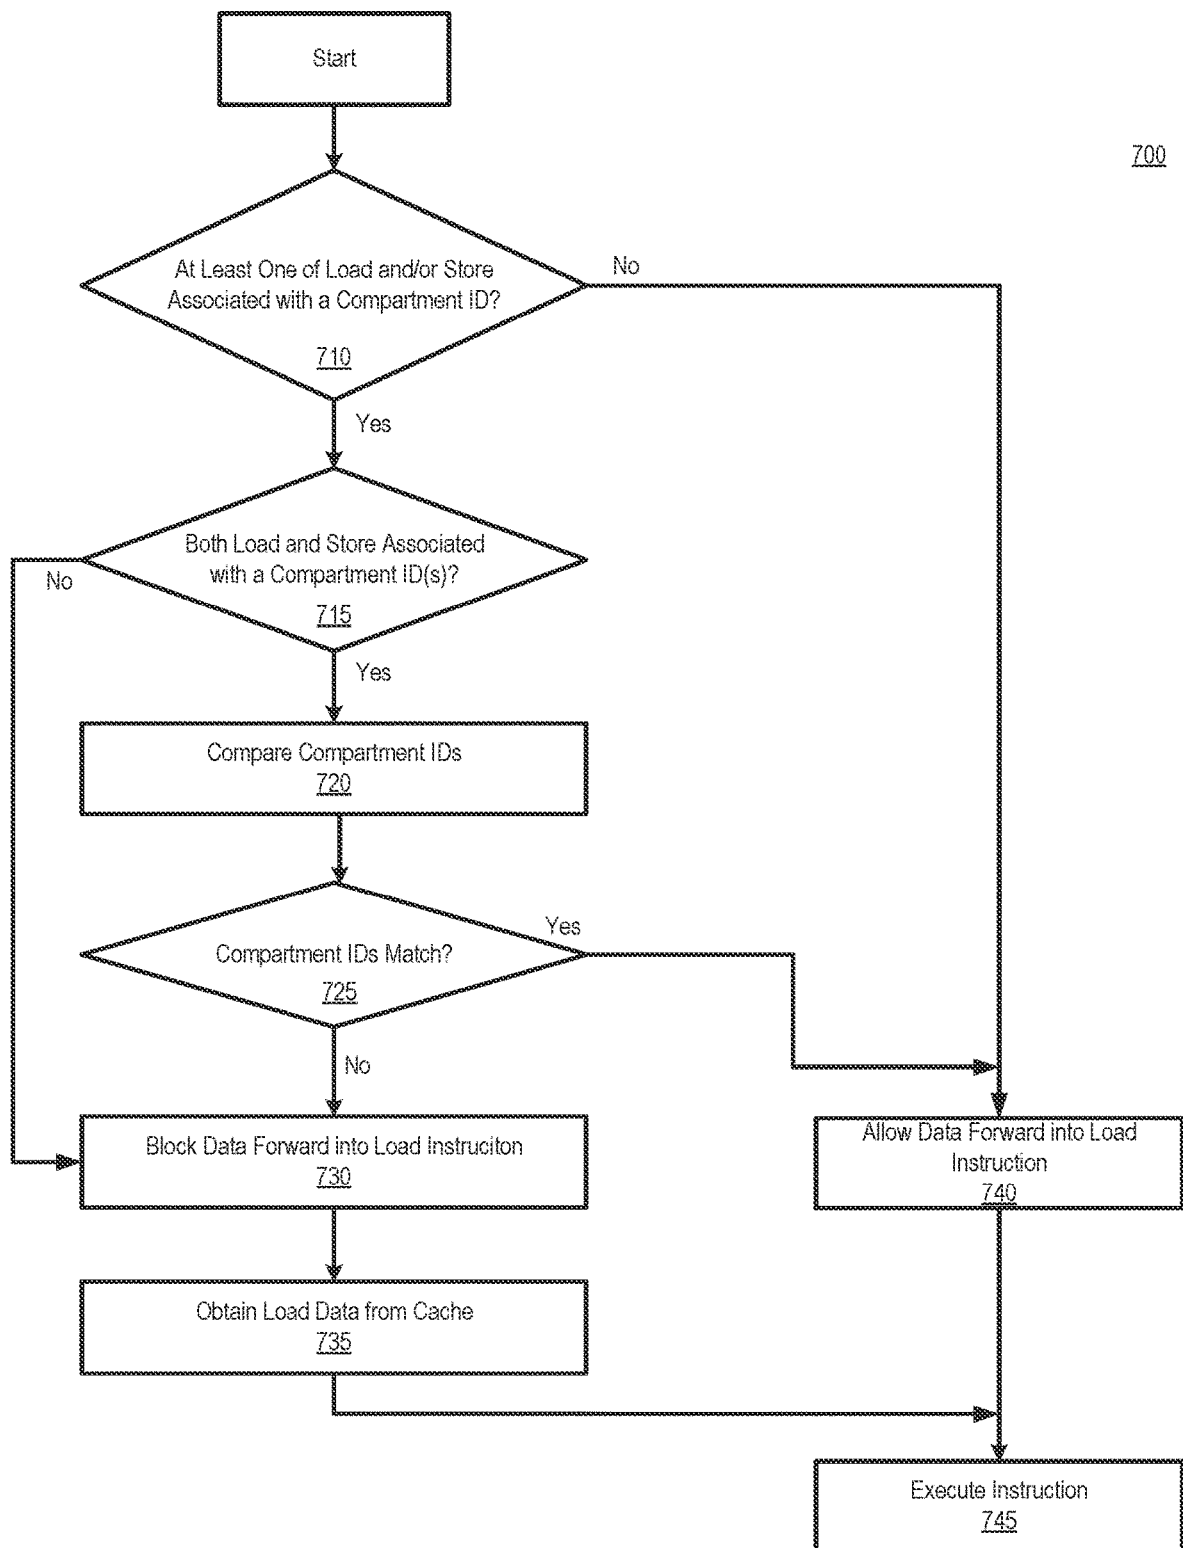 Start
700
At Least One of Load and/or Store
Associated with a Compartment ID?
710
No
Yes
Both Load and Store Associated
with a Compartment ID(s)?
715
No
Yes
Compare Compartment IDs
720
Compartment IDs Match?
725
Yes
No
Block Data Forward into Load Instruciton
730
Allow Data Forward into Load
Instruction
740
Obtain Load Data from Cache
735
Execute Instruction
745